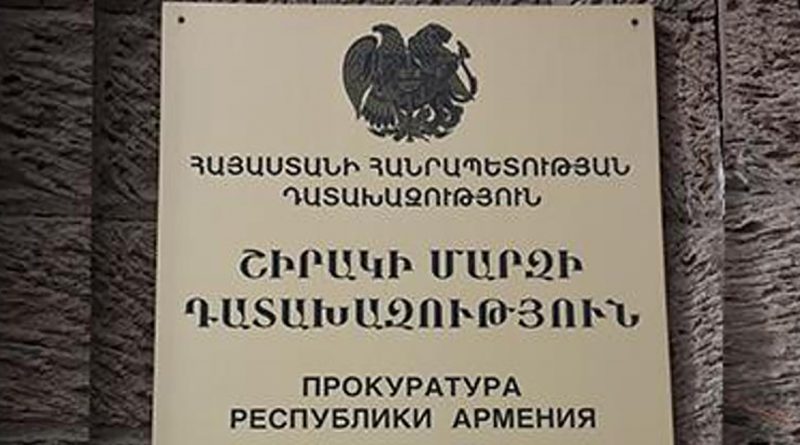 ՀԱՅԱՍՏԱՆԻ ՀԱՆՐԱՊԵՏՈՒԹՅԱՆ
ԴԱՏԱԽԱԶՈՒԹՅՈՒՆ
ՇԻՐԱԿԻ ՄԱՐԶԻ
ԴԱՏԱԽԱԶՈՒԹՅՈՒՆ
ПРОКУРАТУРА
РЕСПУБЛИКИ АРМЕНИЯ